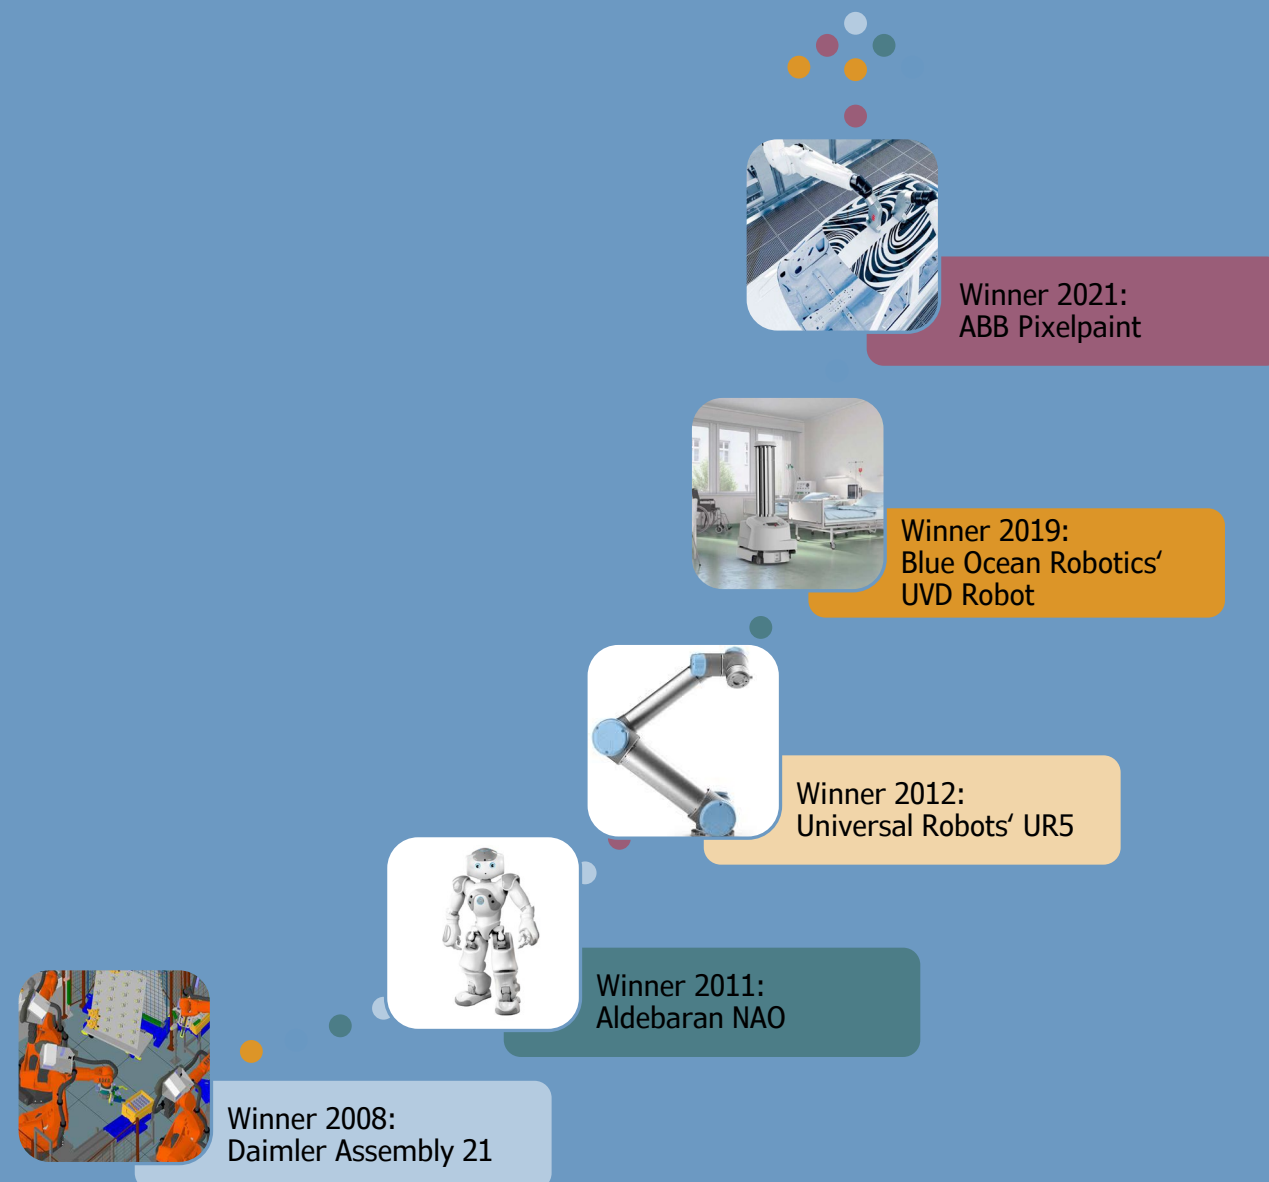 Winner 2021:
ABB Pixelpaint
Winner 2019:
Blue Ocean Robotics‘
UVD Robot
Winner 2012:
Universal Robots‘ UR5
Winner 2011:
Aldebaran NAO
Winner 2008:
Daimler Assembly 21